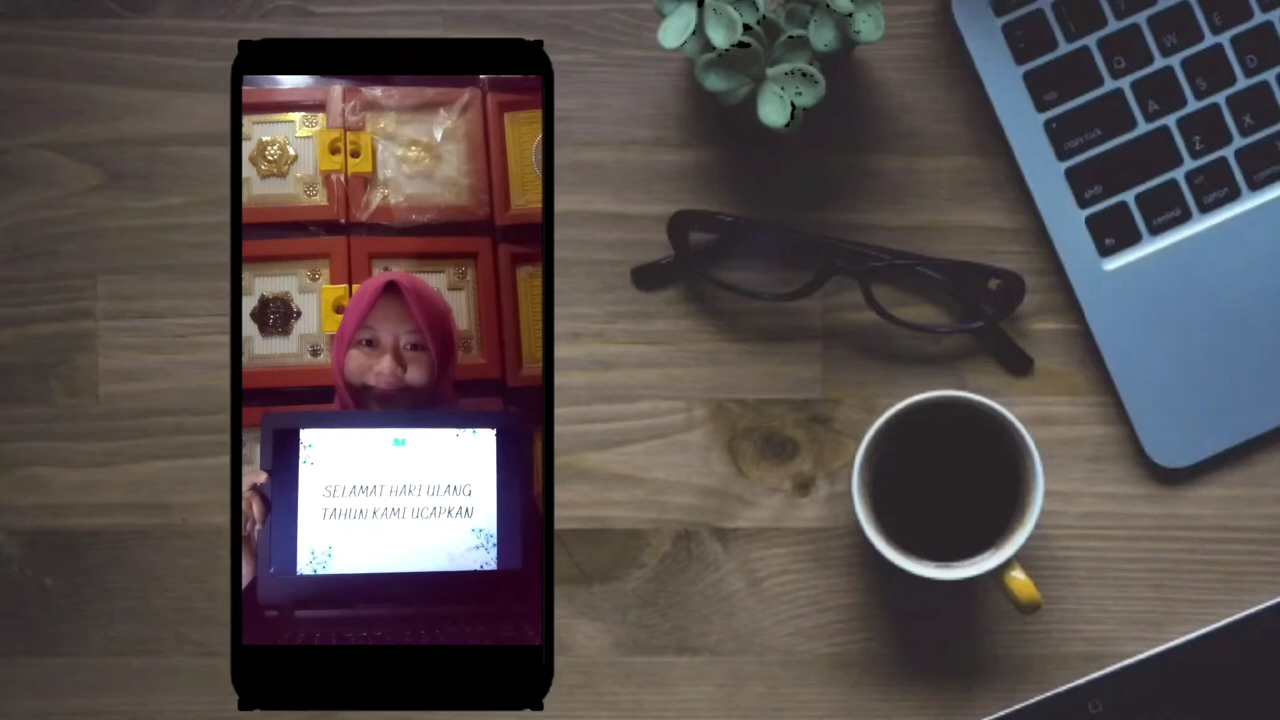 SELAMAT HARI ULANG
TAHUN KAMI UCAPKAN
Q
W
E
A
S
D
Z
X